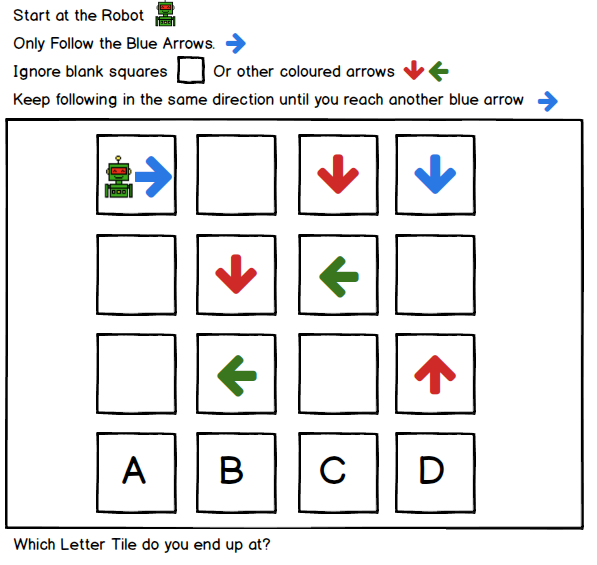 Start at the Robot
Only Follow the Blue Arrows.
Ignore blank squares Or other coloured arrows
Keep following in the same direction until you reach another blue arrow
A B C D
Which Letter Tile do you end up at?